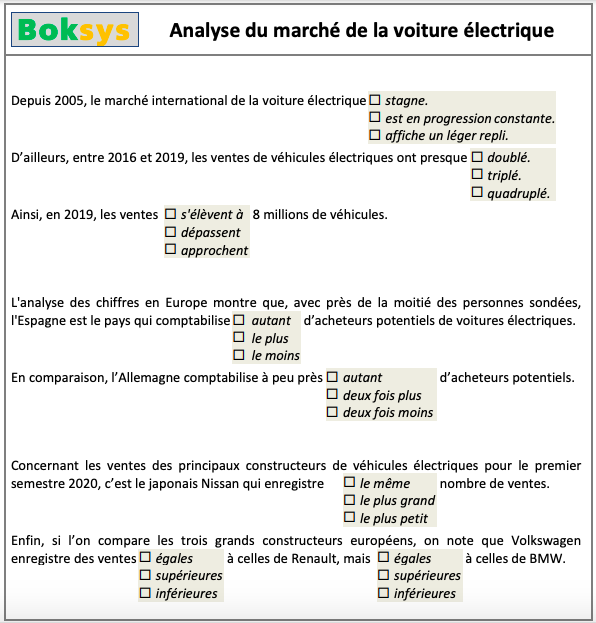 Boksys Analyse du marché de la voiture électrique
Depuis 2005, le marché international de la voiture électrique ☐ stagne.
☐ est en progression constante.
☐ affiche un léger repli.
D’ailleurs, entre 2016 et 2019, les ventes de véhicules électriques ont presque ☐ doublé.
☐ triplé.
☐ quadruplé.
Ainsi, en 2019, les ventes ☐ s'élèvent à 8 millions de véhicules.
☐ dépassent
☐ approchent
L'analyse des chiffres en Europe montre que, avec près de la moitié des personnes sondées,
l'Espagne est le pays qui comptabilise ☐ autant d’acheteurs potentiels de voitures électriques.
☐ le plus
☐ le moins
En comparaison, l’Allemagne comptabilise à peu près ☐ autant d’acheteurs potentiels.
☐ deux fois plus
☐ deux fois moins
Concernant les ventes des principaux constructeurs de véhicules électriques pour le premier
semestre 2020, c’est le japonais Nissan qui enregistre ☐ le même nombre de ventes.
☐ le plus grand
☐ le plus petit
Enfin, si l’on compare les trois grands constructeurs européens, on note que Volkswagen
enregistre des ventes ☐ égales à celles de Renault, mais ☐ égales à celles de BMW.
☐ supérieures ☐ supérieures
☐ inférieures ☐ inférieures